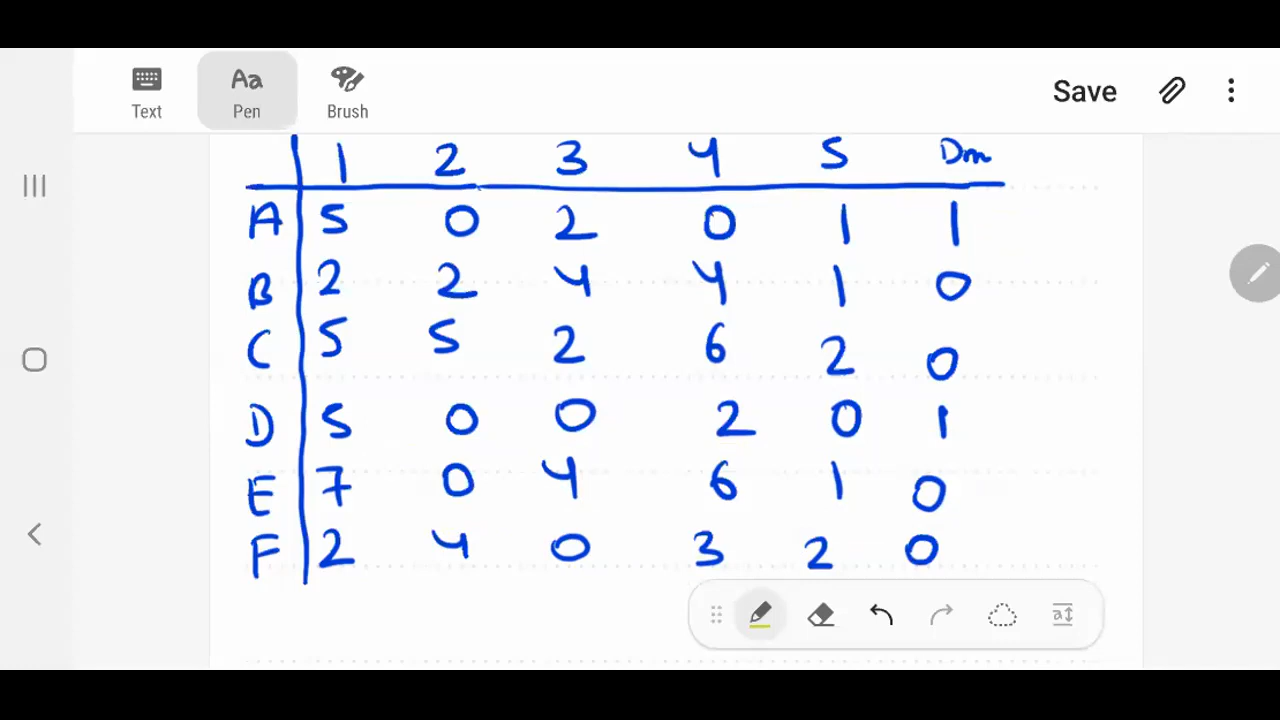 Text Aa Pen Brush Save
1 2 3 4 5 Dm
A 5 0 2 0 1 1
B 2 2 4 4 1 0
C 5 5 2 6 2 0
D 5 0 0 2 0 1
E 7 0 4 6 1 0
F 2 4 0 3 2 0